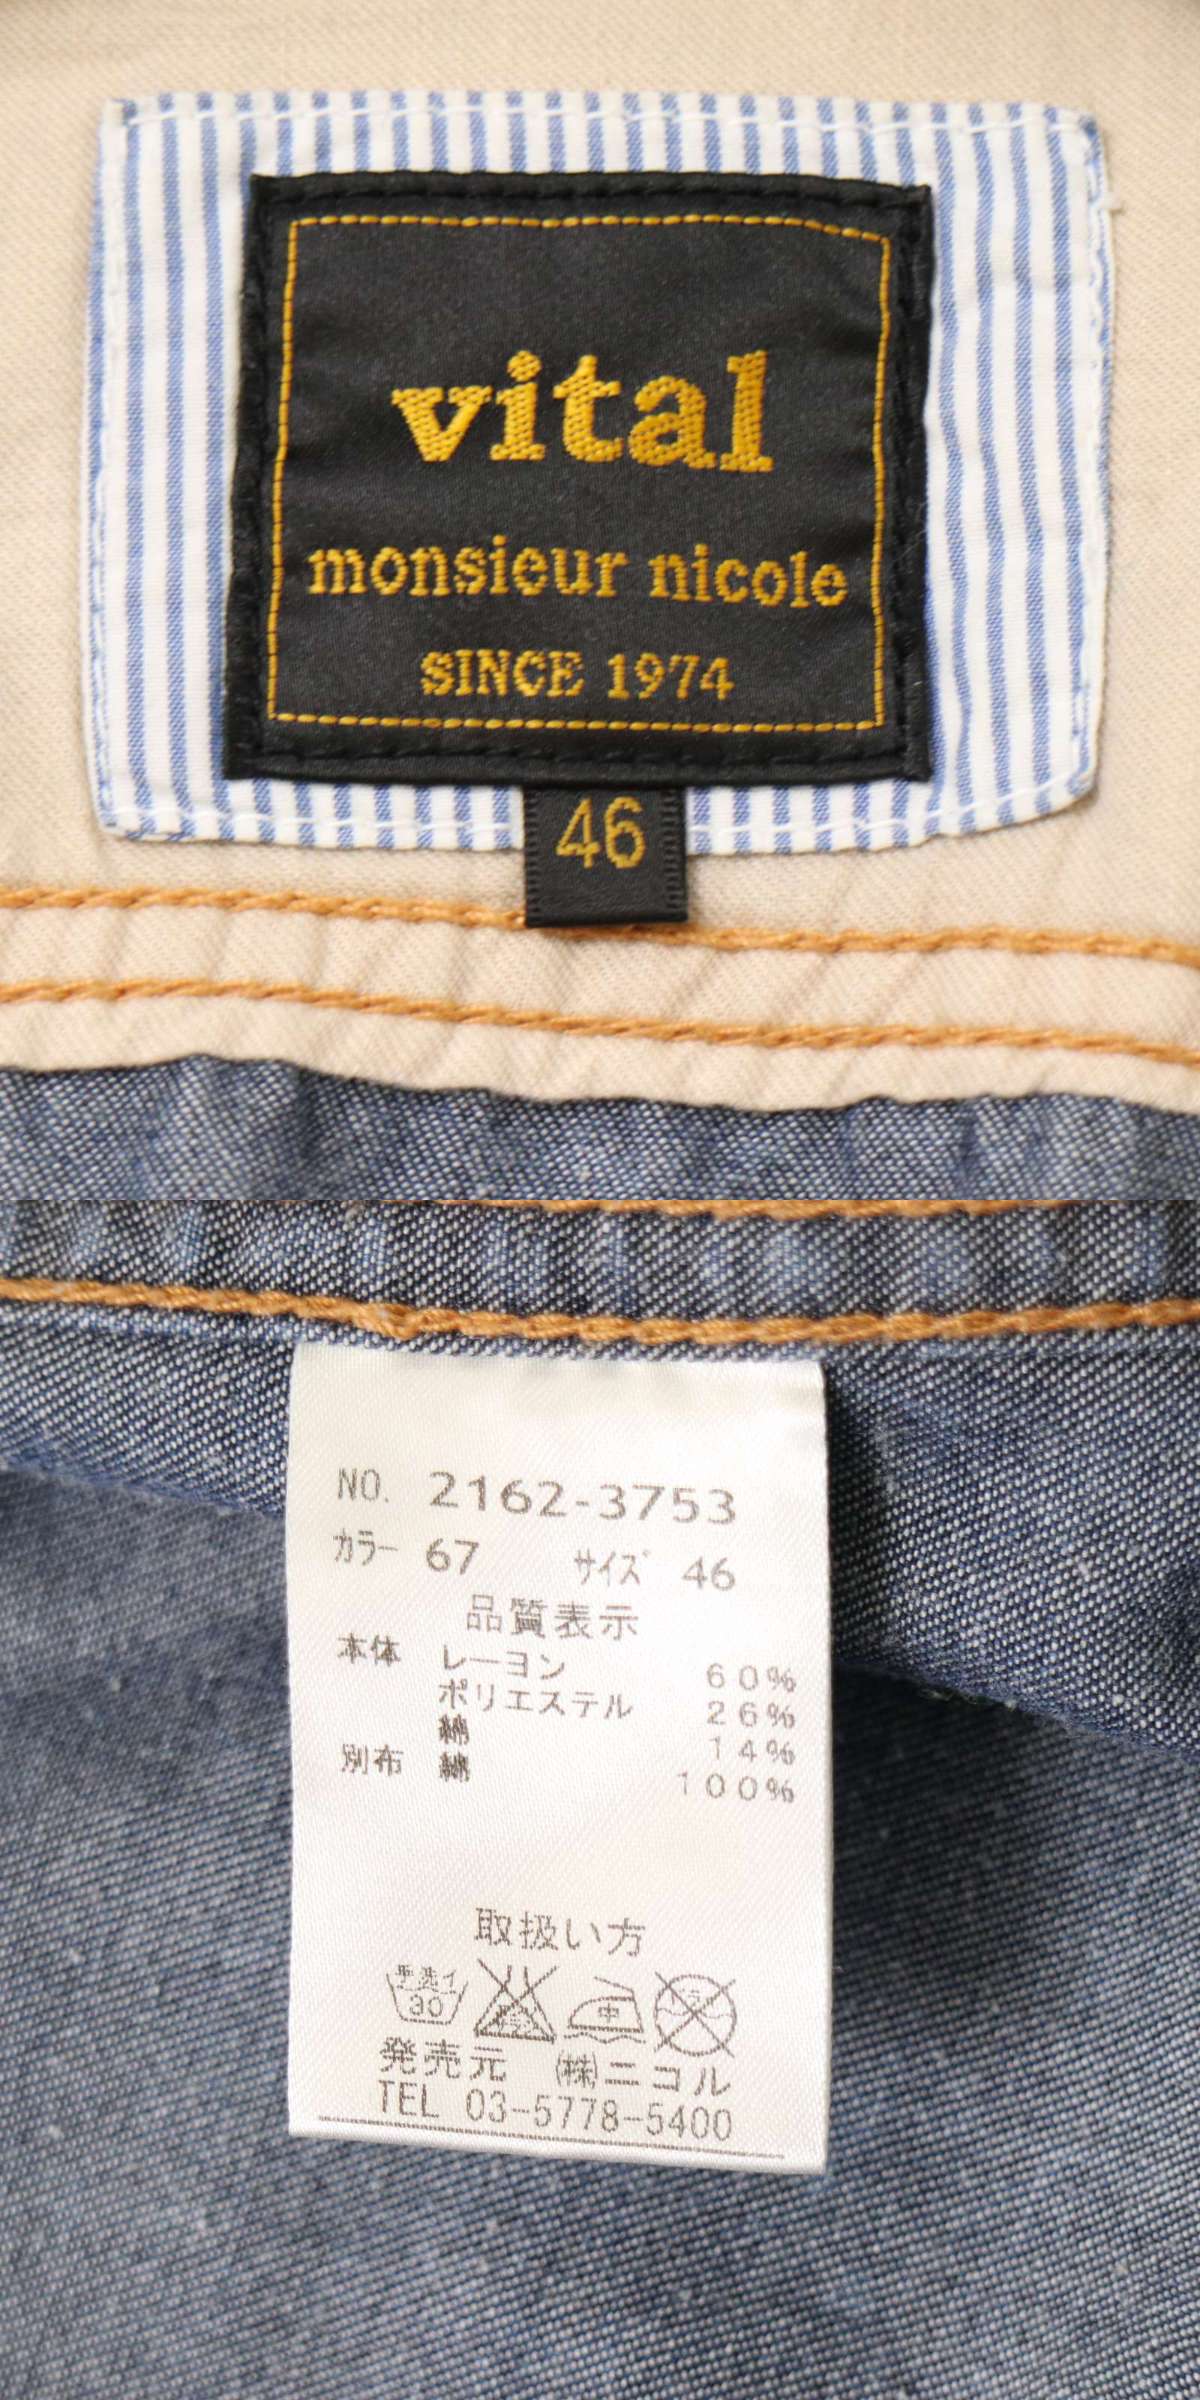 vital
monsieur nicole
SINCE 1974
46
NO. 2162-3753
カラー 67 サイズ 46
品質表示
本体 レーヨン 60%
ポリエステル 26%
綿 14%
別布 綿 100%
取扱い方
手洗イ 30 中
発売元 ㈱ニコル
TEL 03-5778-5400